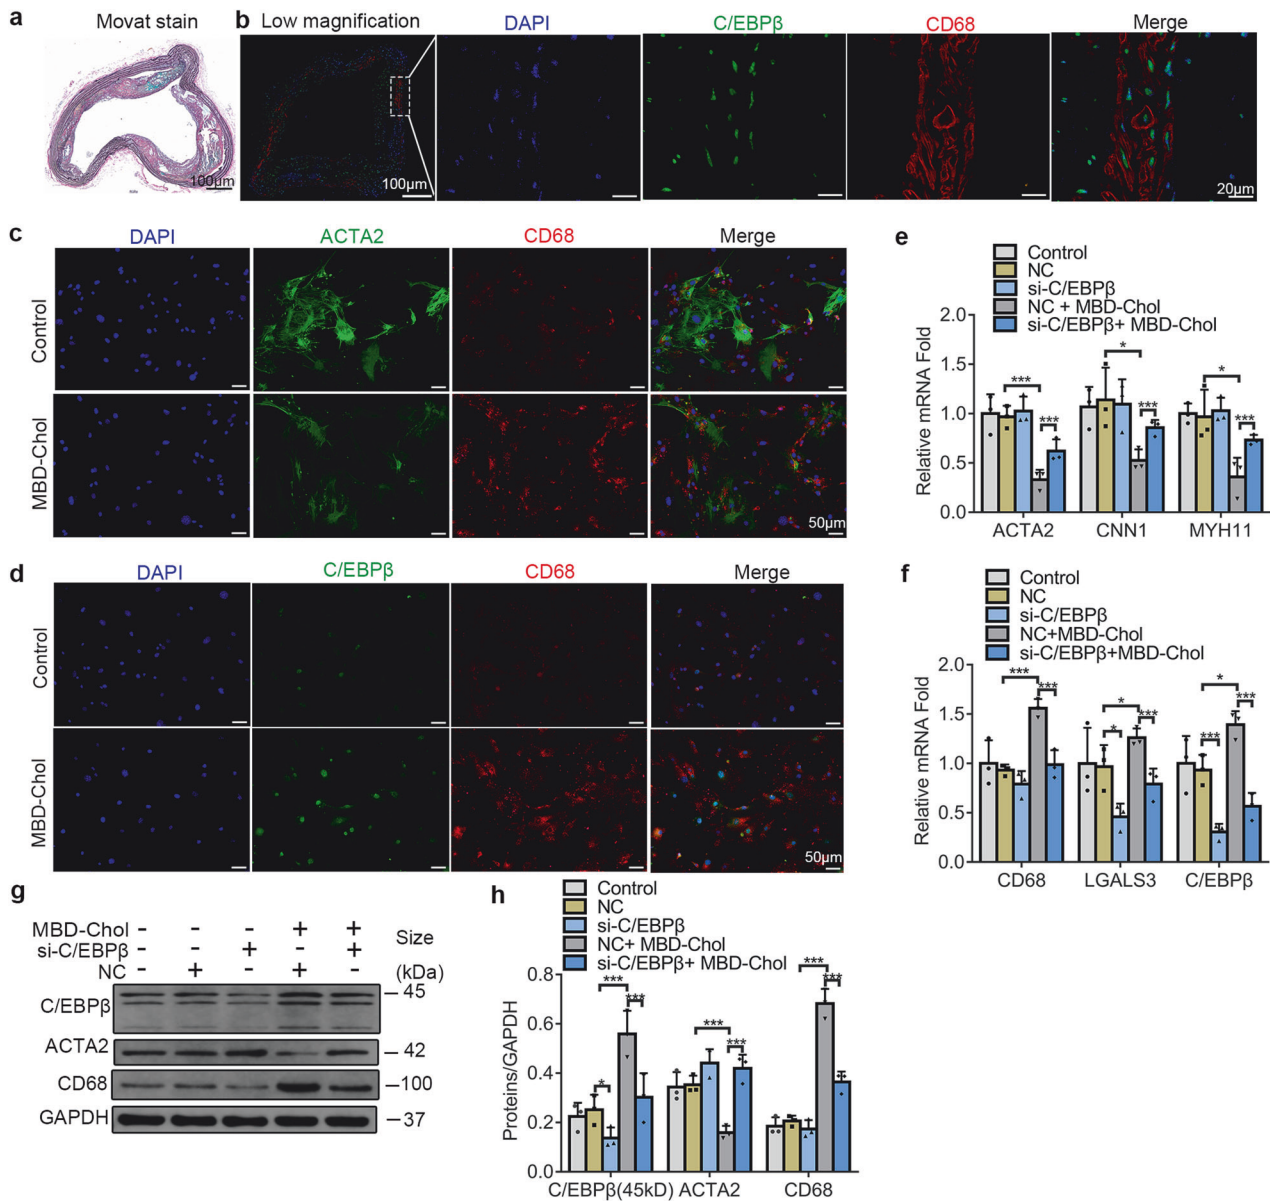 a
Movat stain
100µm
b
Low magnification
DAPI
C/EBPβ
CD68
Merge
100µm
20µm
c
DAPI
ACTA2
CD68
Merge
Control
MBD-Chol
50µm
d
DAPI
C/EBPβ
CD68
Merge
Control
MBD-Chol
50µm
e
Control
NC
si-C/EBPβ
NC + MBD-Chol
si-C/EBPβ+ MBD-Chol
Relative mRNA Fold
2.0
1.5
1.0
0.5
0.0
*** *** * *** * ***
ACTA2 CNN1 MYH11
f
Control
NC
si-C/EBPβ
NC+MBD-Chol
si-C/EBPβ+MBD-Chol
Relative mRNA Fold
2.0
1.5
1.0
0.5
0.0
*** *** * * *** *** * ***
CD68 LGALS3 C/EBPβ
g
MBD-Chol - - - + +
si-C/EBPβ - - + - +
NC - + - + -
Size
(kDa)
C/EBPβ 45
ACTA2 42
CD68 100
GAPDH 37
h
Control
NC
si-C/EBPβ
NC+ MBD-Chol
si-C/EBPβ+ MBD-Chol
Proteins/GAPDH
0.8
0.6
0.4
0.2
0.0
* *** *** *** *** *** ***
C/EBPβ(45kD) ACTA2 CD68